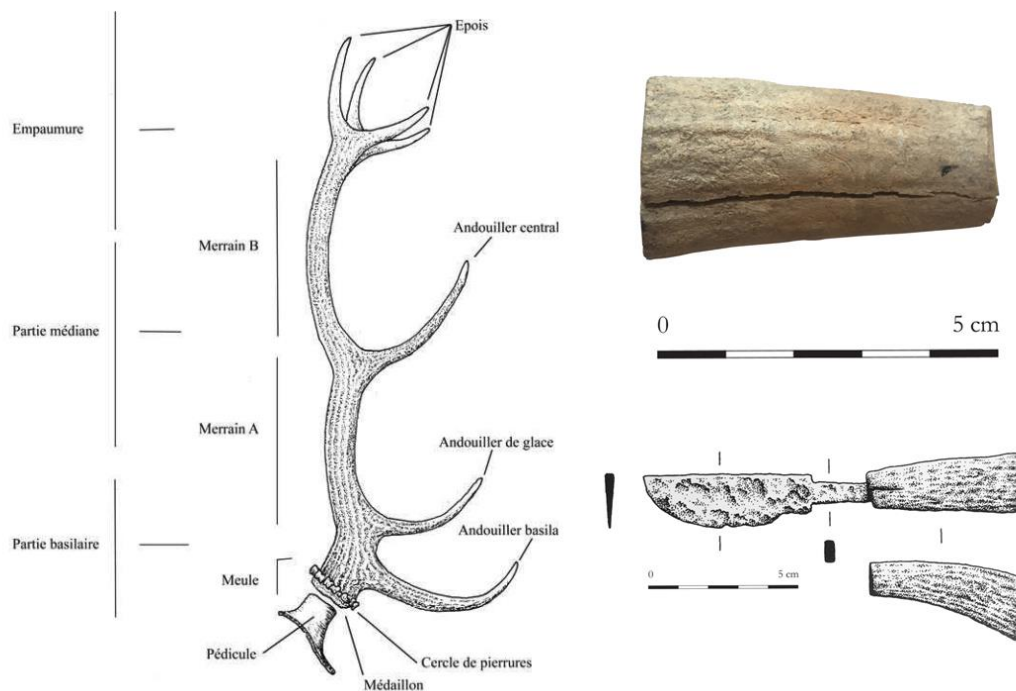 Epois
Empaumure
Merrain B
Andouiller central
Partie médiane
Merrain A
Andouiller de glace
Andouiller basila
Partie basilaire
Meule
Pédicule
Cercle de pierrures
Médaillon
0 5 cm
0 5 cm